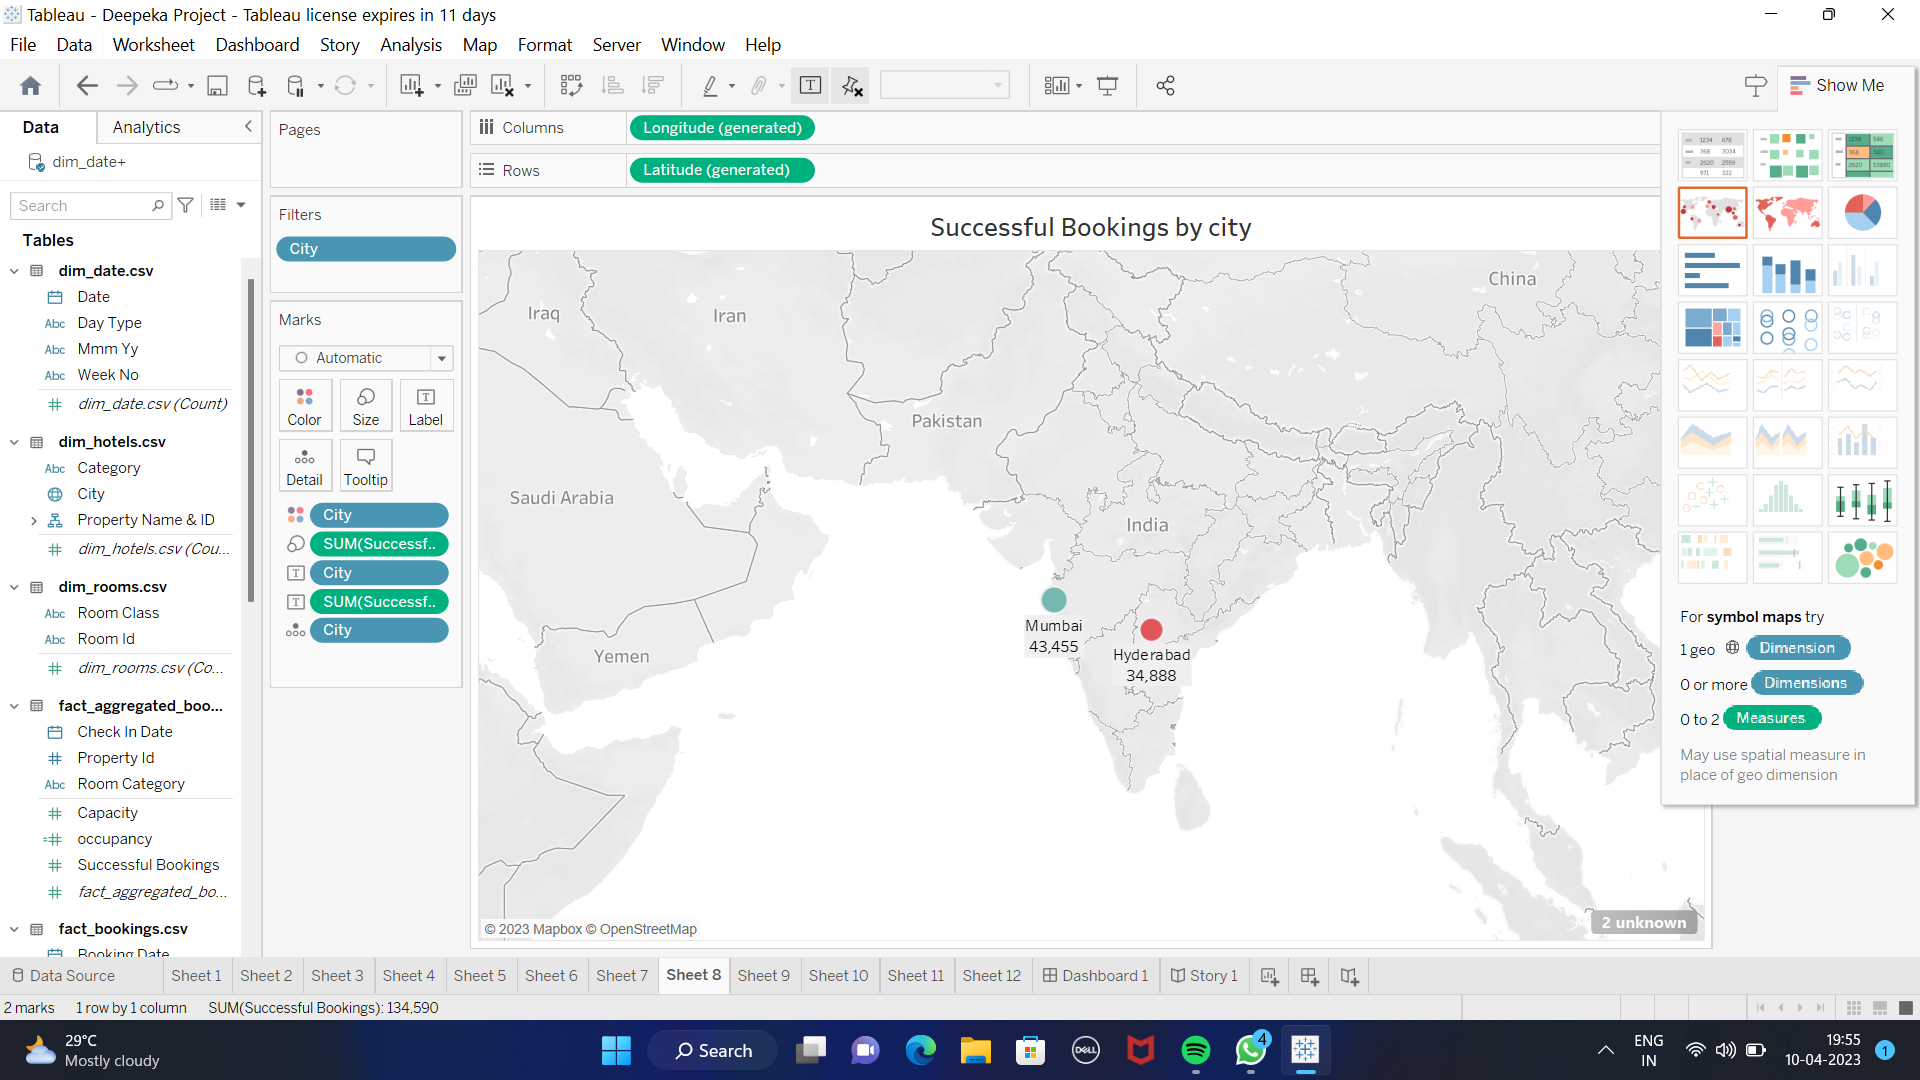 Tableau - Deepeka Project - Tableau license expires in 11 days
File Data Worksheet Dashboard Story Analysis Map Format Server Window Help
Show Me
Data
Analytics
dim_date+
Search
Tables
dim_date.csv
Date
Abc Day Type
Abc Mmm Yy
Abc Week No
dim_date.csv (Count)
dim_hotels.csv
Abc Category
City
Property Name & ID
dim_hotels.csv (Cou...
dim_rooms.csv
Abc Room Class
Abc Room Id
dim_rooms.csv (Co...
fact_aggregated_boo...
Check In Date
Property Id
Abc Room Category
Capacity
occupancy
Successful Bookings
fact_aggregated_bo...
fact_bookings.csv
Booking Date
Pages
Filters
City
Marks
Automatic
Color
Size
Label
Detail
Tooltip
City
SUM(Successf..
City
SUM(Successf..
City
Columns
Longitude (generated)
Rows
Latitude (generated)
Successful Bookings by city
Iraq
Iran
China
Pakistan
Saudi Arabia
India
Yemen
Mumbai
43,455
Hyderabad
34,888
© 2023 Mapbox © OpenStreetMap
2 unknown
For symbol maps try
1 geo Dimension
0 or more Dimensions
0 to 2 Measures
May use spatial measure in
place of geo dimension
Data Source
Sheet 1
Sheet 2
Sheet 3
Sheet 4
Sheet 5
Sheet 6
Sheet 7
Sheet 8
Sheet 9
Sheet 10
Sheet 11
Sheet 12
Dashboard 1
Story 1
2 marks
1 row by 1 column
SUM(Successful Bookings): 134,590
29°C
Mostly cloudy
Search
DELL
4
ENG
IN
19:55
10-04-2023
1